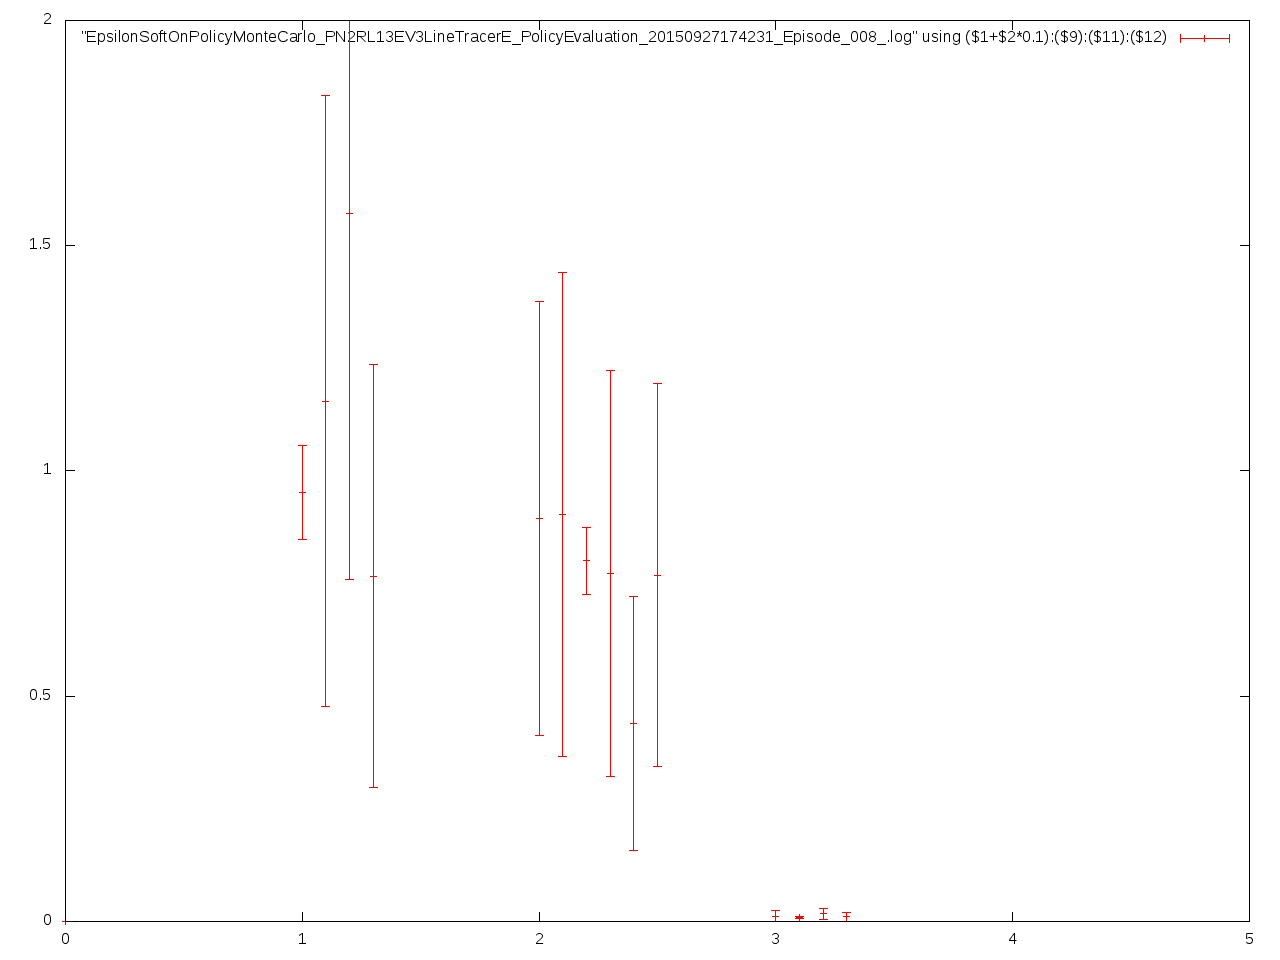 2
"EpsilonSoftOnPolicyMonteCarlo_PN2RL13EV3LineTracerE_PolicyEvaluation_20150927174231_Episode_008_.log" using ($1+$2*0.1):($9):($11):($12)
1.5
1
0.5
0
0 1 2 3 4 5